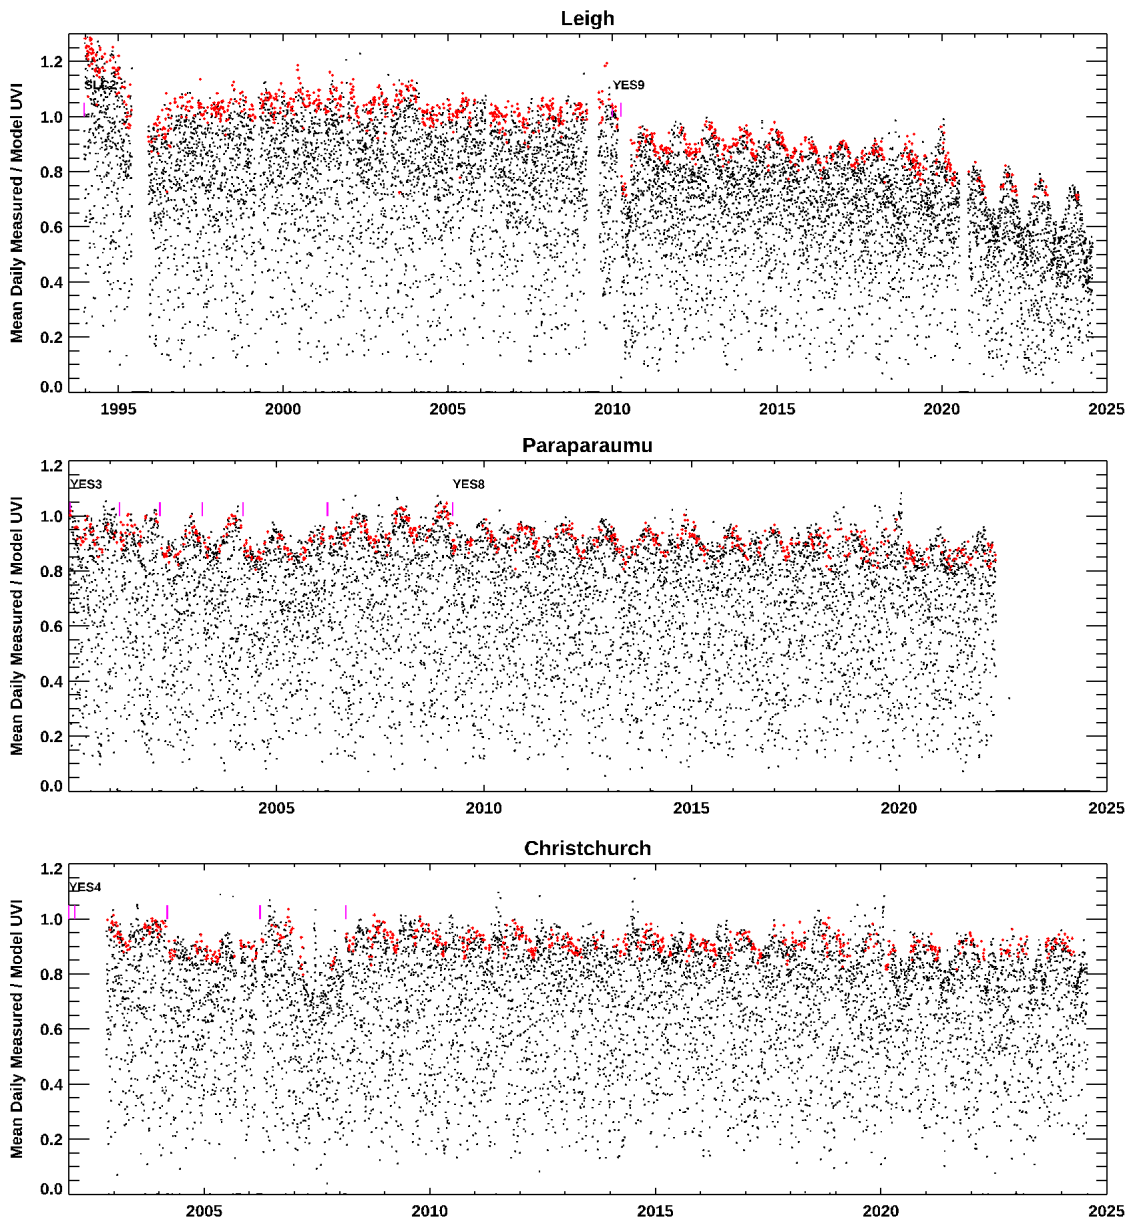 Leigh
Mean Daily Measured / Model UVI
1.2
1.0
0.8
0.6
0.4
0.2
0.0
SLC2
YES9
1995 2000 2005 2010 2015 2020 2025
Paraparaumu
Mean Daily Measured / Model UVI
1.2
1.0
0.8
0.6
0.4
0.2
0.0
YES3
YES8
2005 2010 2015 2020 2025
Christchurch
Mean Daily Measured / Model UVI
1.2
1.0
0.8
0.6
0.4
0.2
0.0
YES4
2005 2010 2015 2020 2025